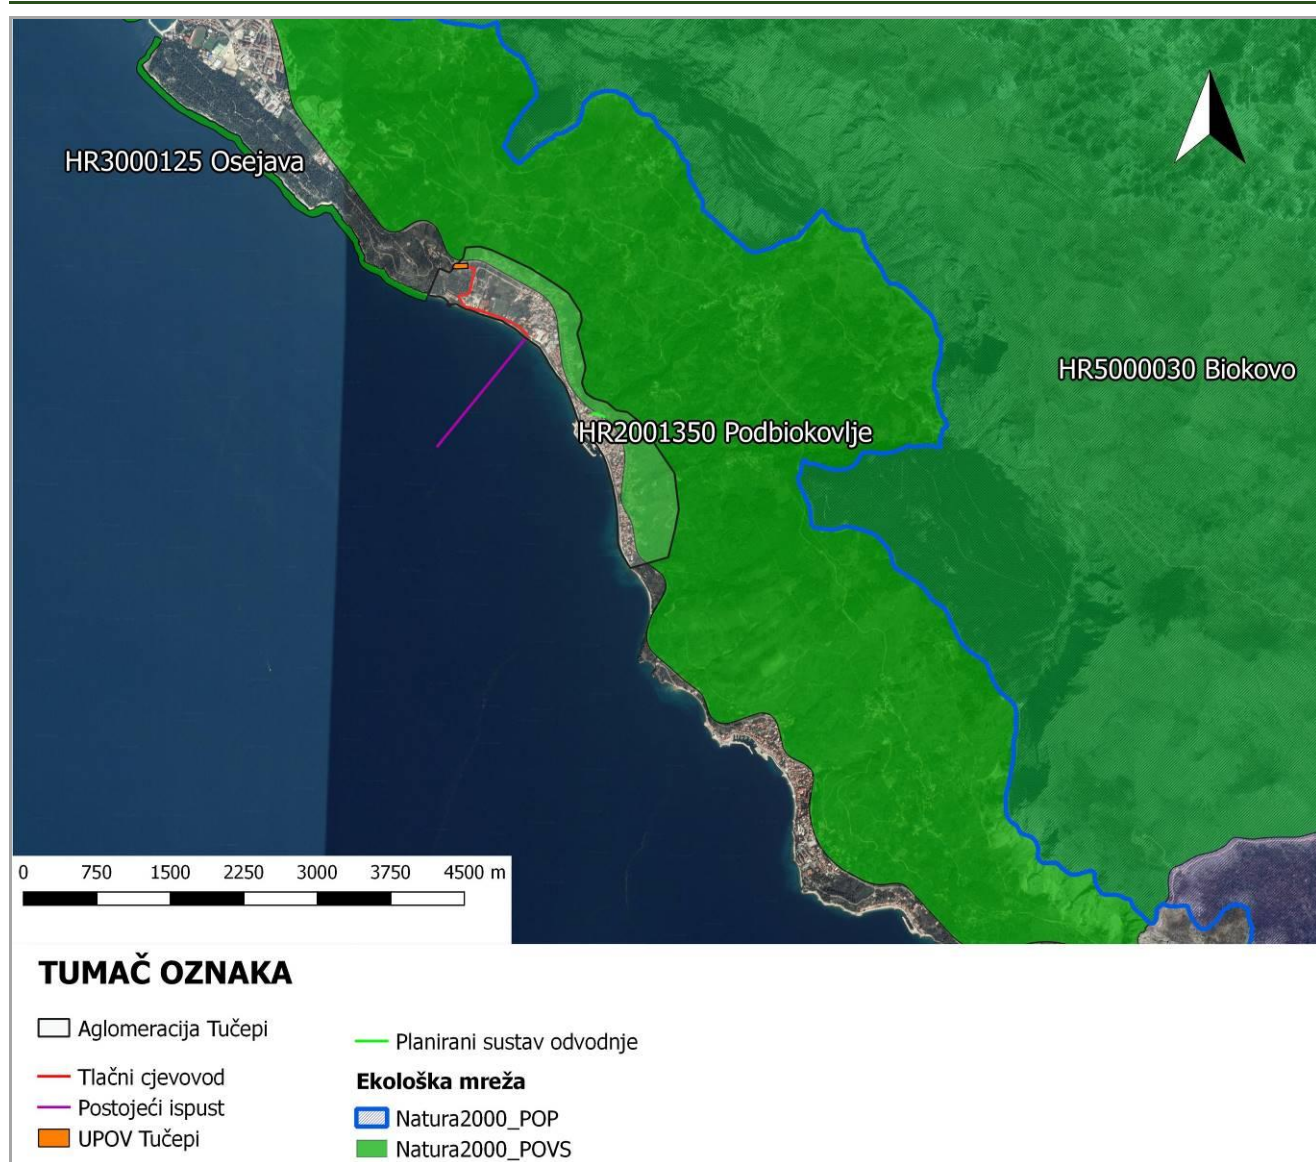 HR3000125 Osejava
HR5000030 Biokovo
HR2001350 Podbiokovlje
0 750 1500 2250 3000 3750 4500 m
TUMAČ OZNAKA
Aglomeracija Tučepi
Tlačni cjevovod
Postojeći ispust
UPOV Tučepi
Planirani sustav odvodnje
Ekološka mreža
Natura2000_POP
Natura2000_POVS